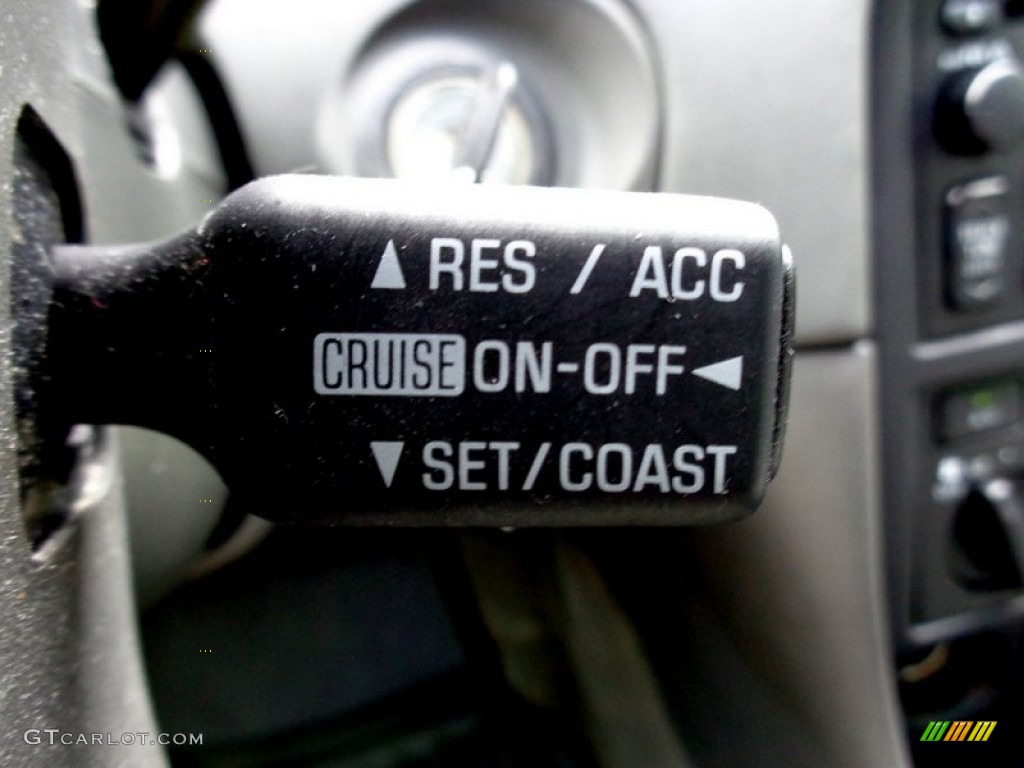 ▲ RES / ACC
CRUISE ON-OFF ◀
▼ SET/COAST
GTCARLOT.COM